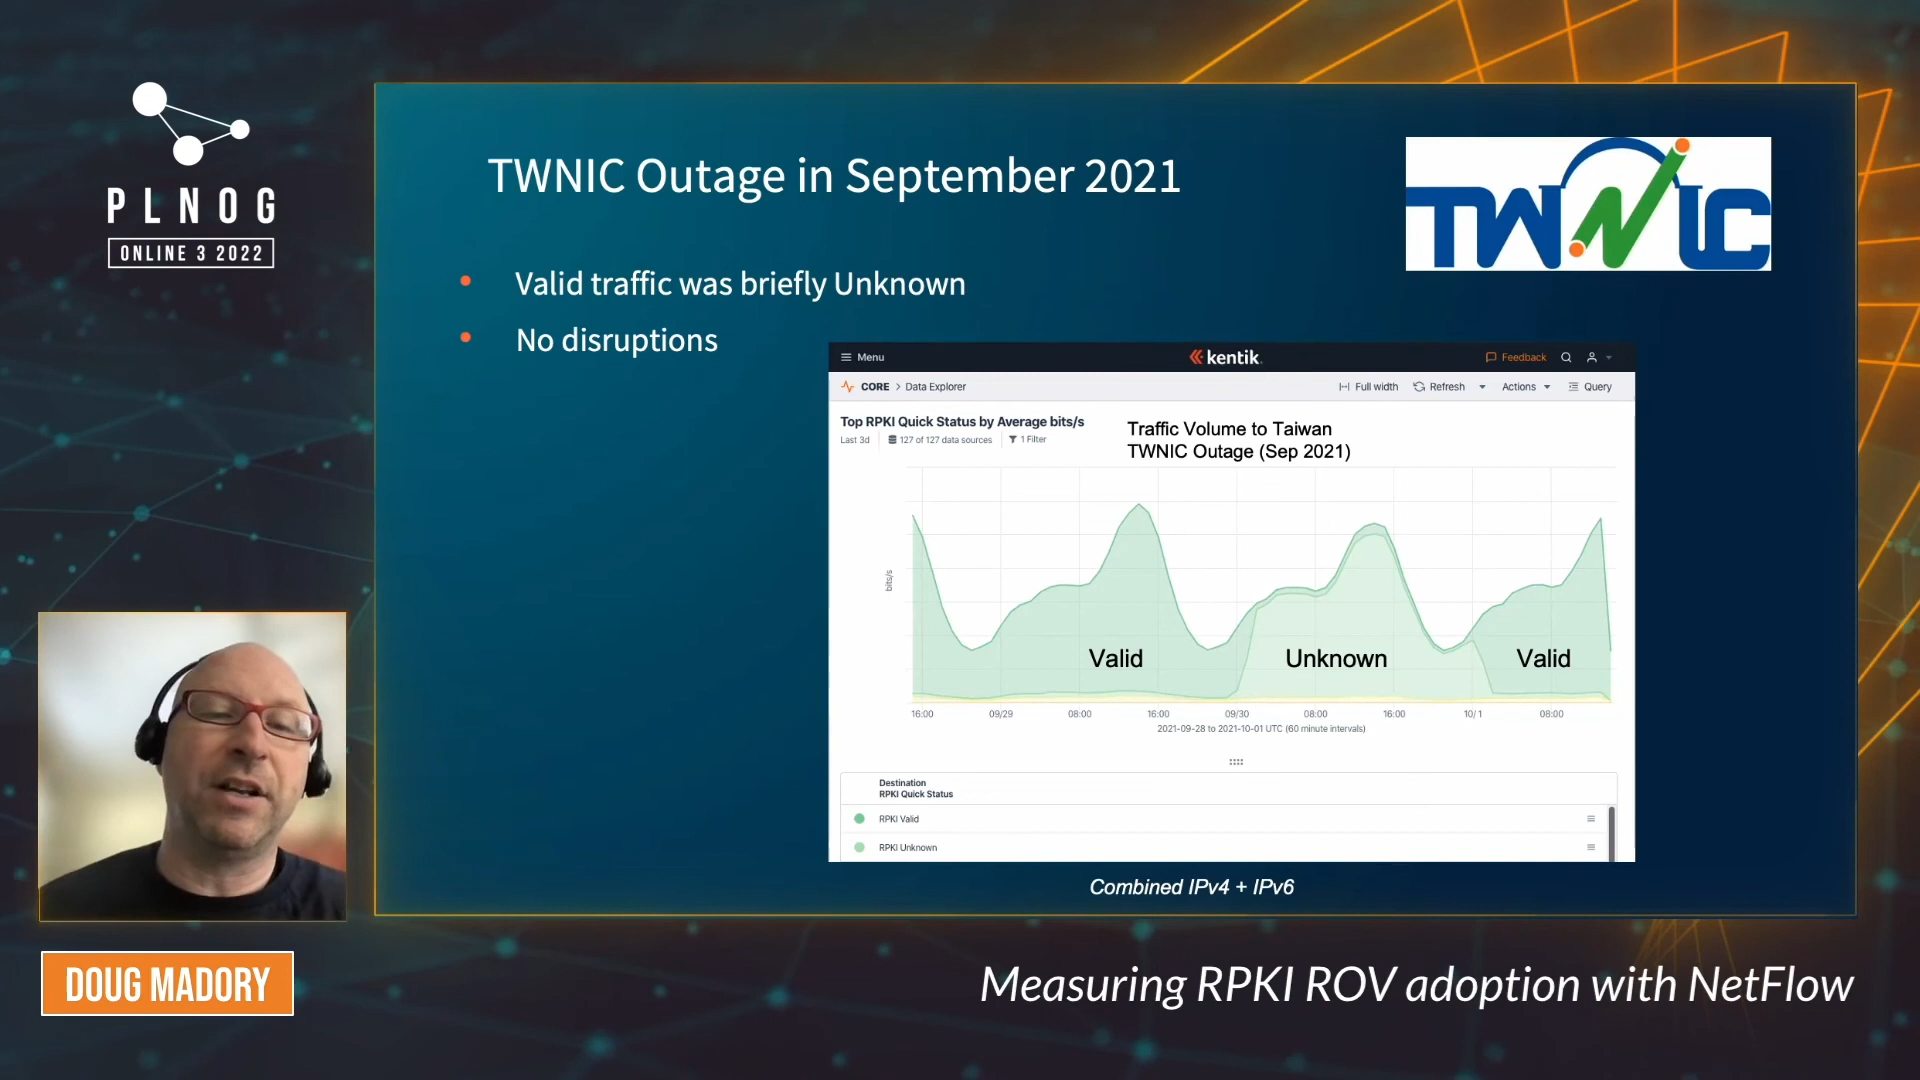 PLNOG
ONLINE 3 2022
TWNIC Outage in September 2021
TWNIC
• Valid traffic was briefly Unknown
• No disruptions
Menu
kentik.
Feedback
CORE > Data Explorer
Full width
Refresh
Actions
Query
Top RPKI Quick Status by Average bits/s
Last 3d
127 of 127 data sources
1 Filter
Traffic Volume to Taiwan
TWNIC Outage (Sep 2021)
bits/s
Valid
Unknown
Valid
16:00 09/29 08:00 16:00 09/30 08:00 16:00 10/1 08:00
2021-09-28 to 2021-10-01 UTC (60 minute intervals)
Destination
RPKI Quick Status
RPKI Valid
RPKI Unknown
Combined IPv4 + IPv6
DOUG MADORY
Measuring RPKI ROV adoption with NetFlow